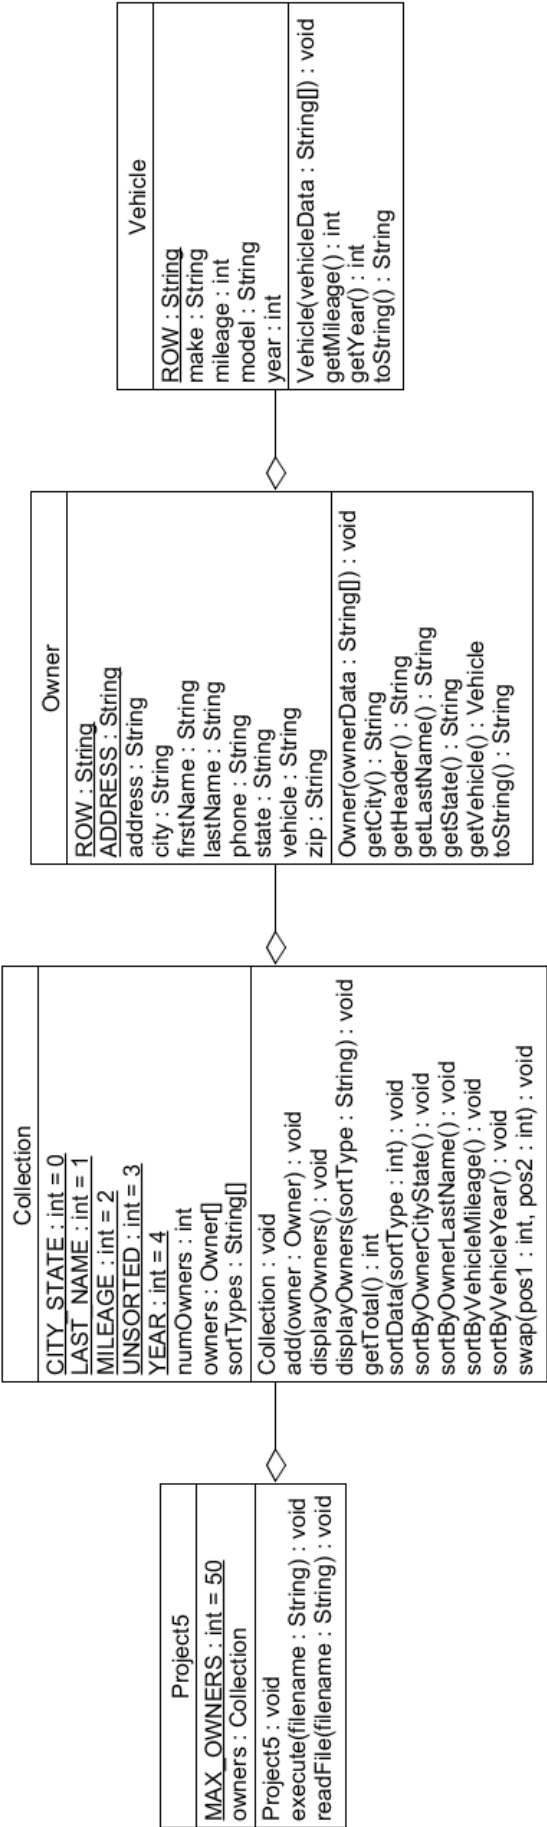 Project5
MAX_OWNERS : int = 50
owners : Collection
Project5 : void
execute(filename : String) : void
readFile(filename : String) : void
Collection
CITY_STATE : int = 0
LAST_NAME : int = 1
MILEAGE : int = 2
UNSORTED : int = 3
YEAR : int = 4
numOwners : int
owners : Owner[]
sortTypes : String[]
Collection : void
add(owner : Owner) : void
displayOwners() : void
displayOwners(sortType : String) : void
getTotal() : int
sortData(sortType : int) : void
sortByOwnerCityState() : void
sortByOwnerLastName() : void
sortByVehicleMileage() : void
sortByVehicleYear() : void
swap(pos1 : int, pos2 : int) : void
Owner
ROW : String
ADDRESS : String
address : String
city : String
firstName : String
lastName : String
phone : String
state : String
vehicle : String
zip : String
Owner(ownerData : String[]) : void
getCity() : String
getHeader() : String
getLastName() : String
getState() : String
getVehicle() : Vehicle
toString() : String
Vehicle
ROW : String
make : String
mileage : int
model : String
year : int
Vehicle(vehicleData : String[]) : void
getMileage() : int
getYear() : int
toString() : String